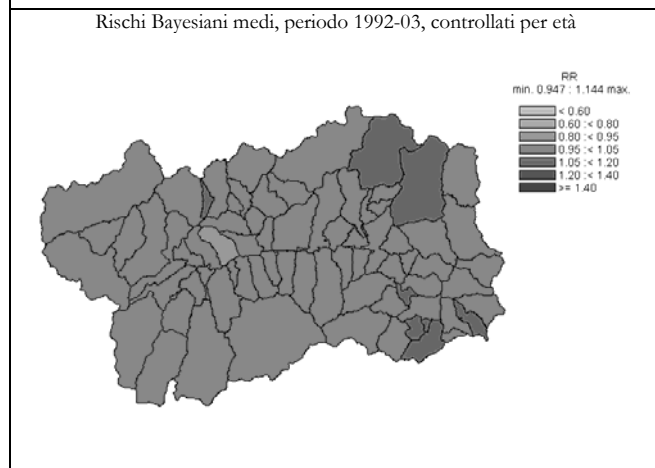 Rischi Bayesiani medi, periodo 1992-03, controllati per età
RR
min. 0.947 : 1.144 max.
< 0.60
0.60 :< 0.80
0.80 :< 0.95
0.95 :< 1.05
1.05 :< 1.20
1.20 :< 1.40
>= 1.40